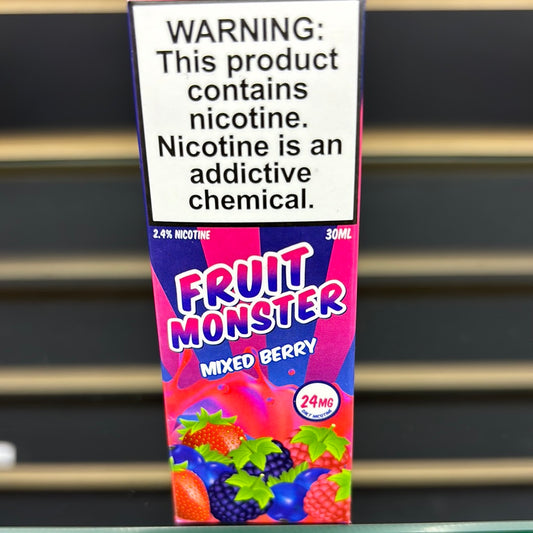 WARNING:
This product
contains
nicotine.
Nicotine is an
addictive
chemical.
2.4% NICOTINE 30ML
FRUIT
MONSTER
MIXED BERRY
24MG